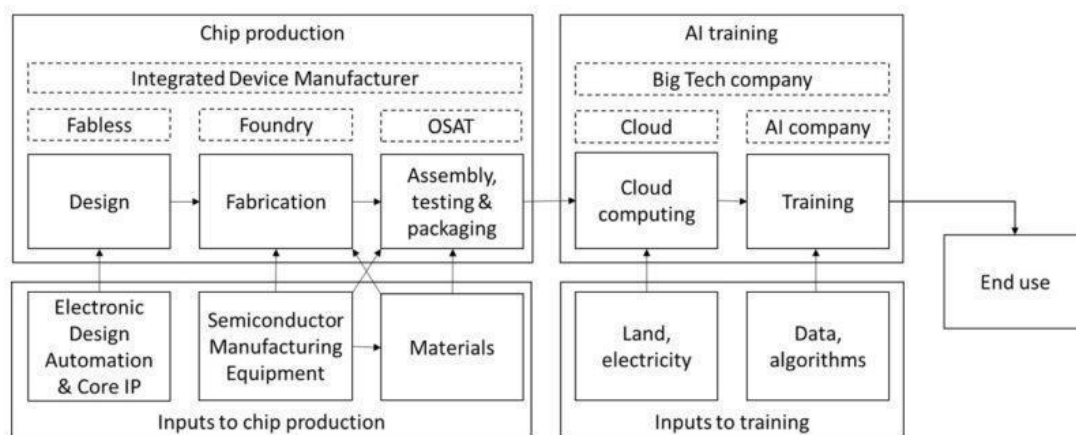 Chip production
Integrated Device Manufacturer
Fabless
Foundry
OSAT
Design
Fabrication
Assembly,
testing &
packaging
Electronic
Design
Automation
& Core IP
Semiconductor
Manufacturing
Equipment
Materials
Inputs to chip production
AI training
Big Tech company
Cloud
AI company
Cloud
computing
Training
Land,
electricity
Data,
algorithms
Inputs to training
End use